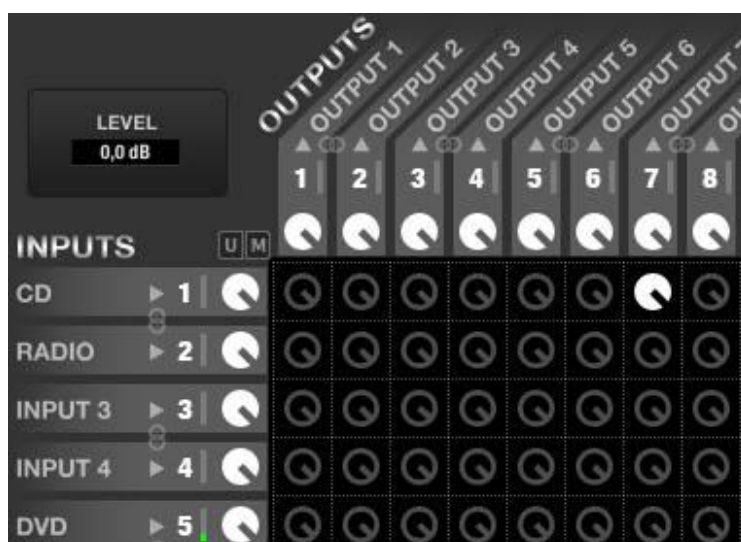 OUTPUTS
OUTPUT 1
OUTPUT 2
OUTPUT 3
OUTPUT 4
OUTPUT 5
OUTPUT 6
LEVEL
0,0 dB
1 2 3 4 5 6 7 8
INPUTS U M
CD 1
RADIO 2
INPUT 3 3
INPUT 4 4
DVD 5